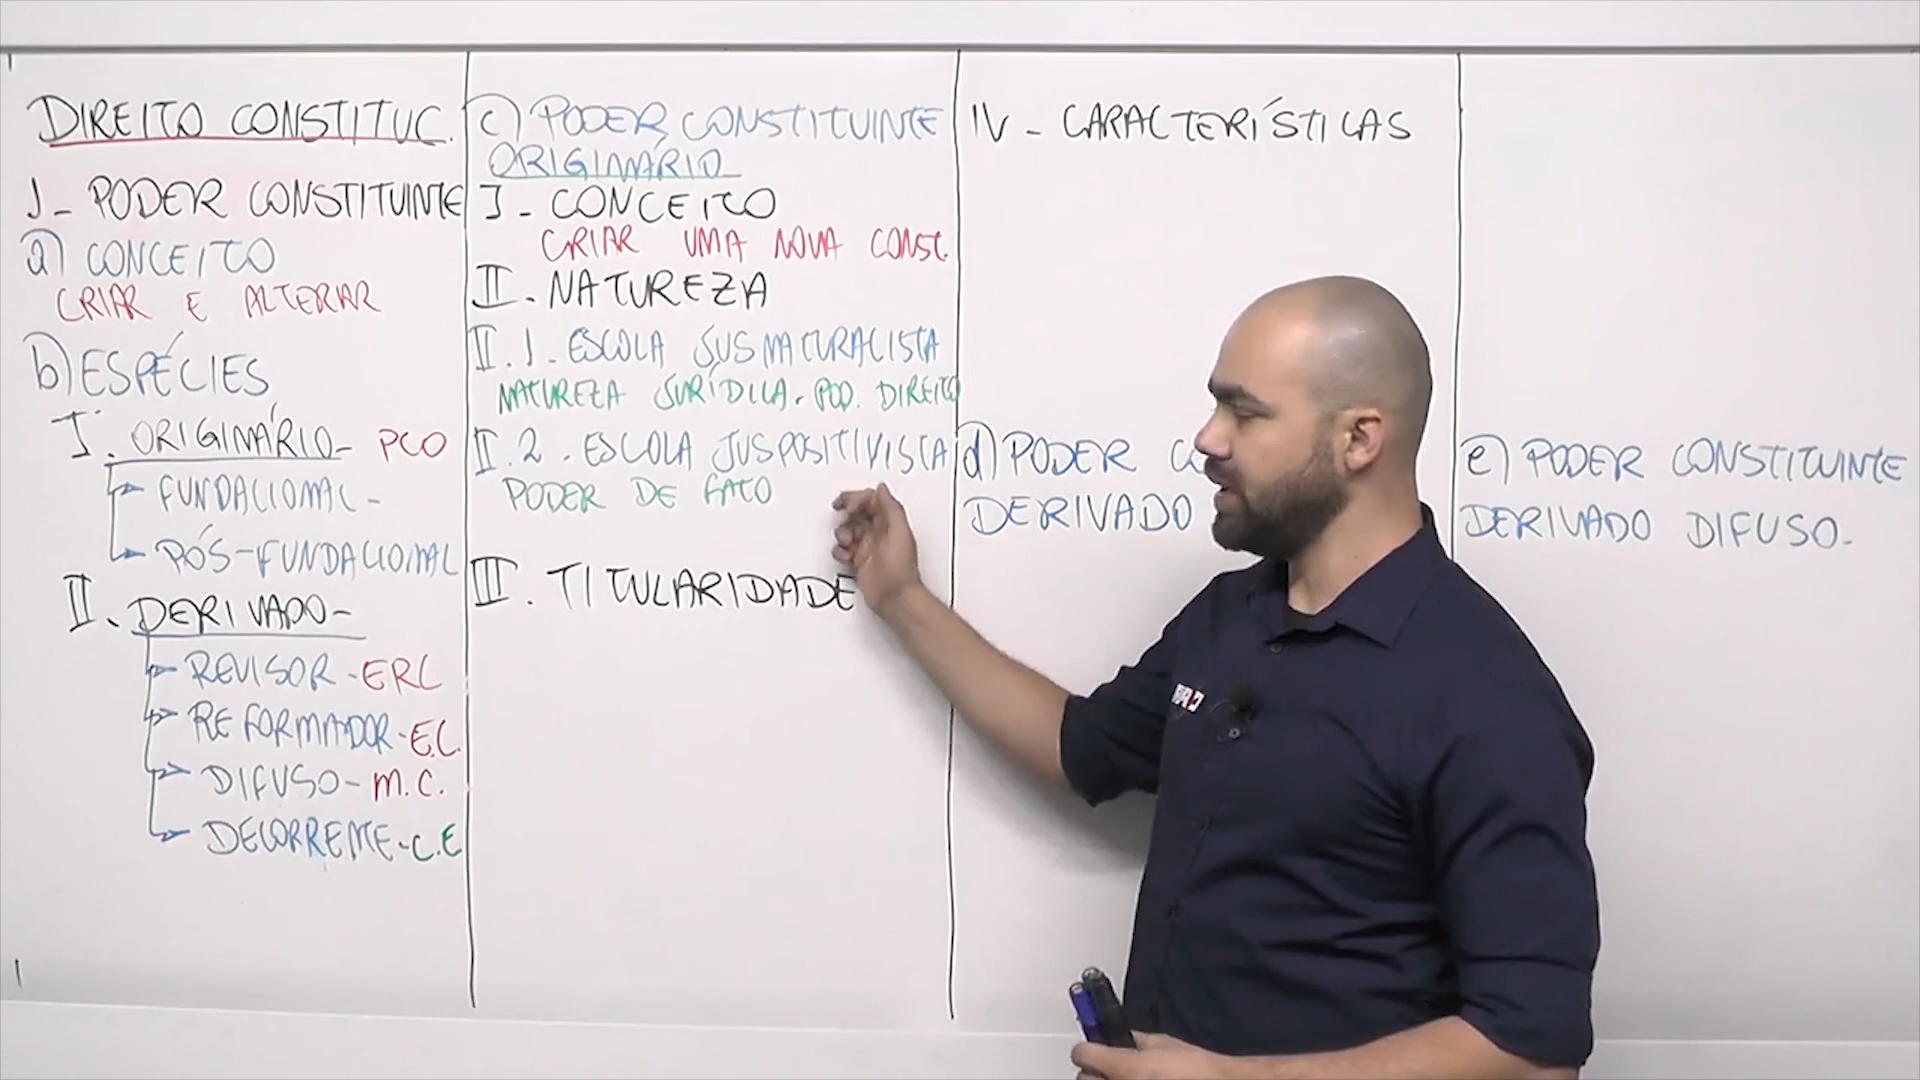 DIREITO CONSTITUC.
I - PODER CONSTITUINTE
a) CONCEITO
CRIAR E ALTERAR
b) ESPÉCIES
I. ORIGINÁRIO - PCO
FUNDACIONAL -
PÓS-FUNDACIONAL
II. DERIVADO -
REVISOR - ERC
REFORMADOR - E.C.
DIFUSO - M.C.
DECORRENTE - C.E
c) PODER CONSTITUINTE
ORIGINÁRIO
I - CONCEITO
CRIAR UMA NOVA CONST.
II. NATUREZA
II.1 - ESCOLA JUSNATURALISTA
NATUREZA JURÍDICA. POD. DIREITO
II.2 - ESCOLA JUSPOSITIVISTA
PODER DE FATO
III. TITULARIDADE
IV - CARACTERÍSTICAS
d) PODER
DERIVADO
e) PODER CONSTITUINTE
DERIVADO DIFUSO.